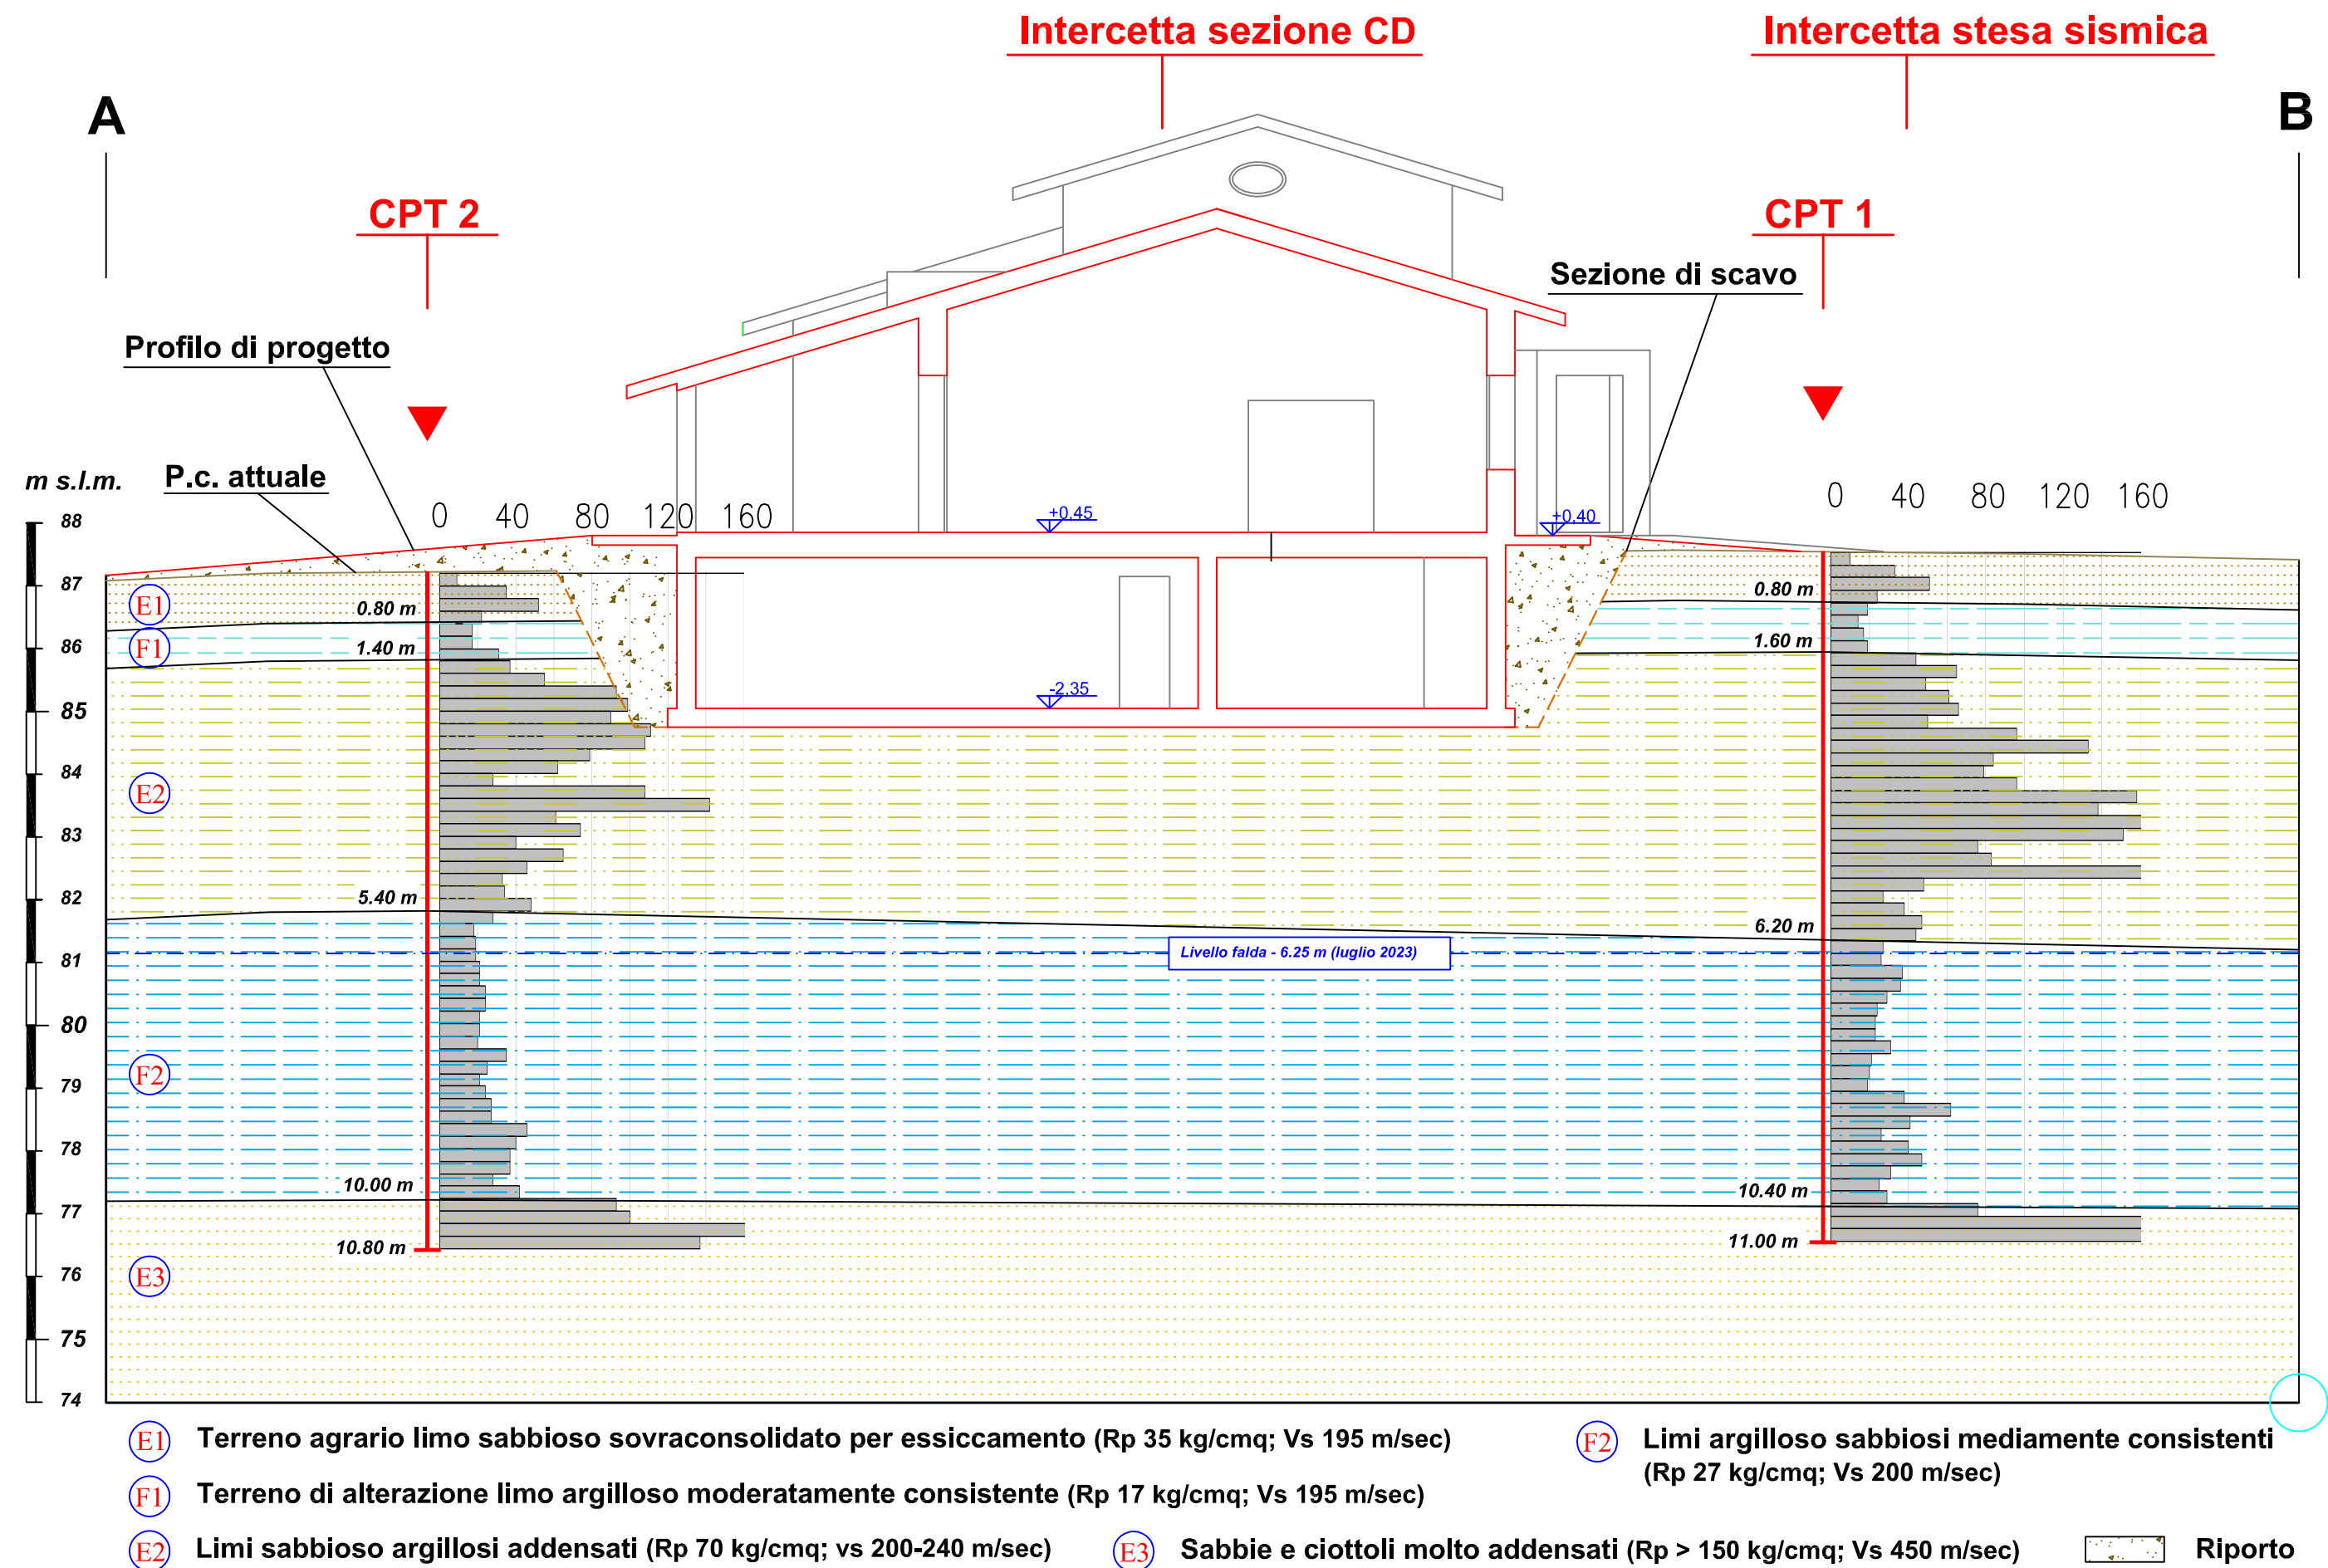 Intercetta sezione CD
Intercetta stesa sismica
A
B
CPT 2
CPT 1
Sezione di scavo
Profilo di progetto
P.c. attuale
m s.l.m.
0 40 80 120 160
0 40 80 120 160
+0,45
+0,40
-2,35
88
87
86
85
84
83
82
81
80
79
78
77
76
75
74
E1
F1
E2
F2
E3
0.80 m
1.40 m
5.40 m
10.00 m
10.80 m
0.80 m
1.60 m
6.20 m
10.40 m
11.00 m
Livello falda - 6.25 m (luglio 2023)
E1 Terreno agrario limo sabbioso sovraconsolidato per essiccamento (Rp 35 kg/cmq; Vs 195 m/sec)
F1 Terreno di alterazione limo argilloso moderatamente consistente (Rp 17 kg/cmq; Vs 195 m/sec)
E2 Limi sabbioso argillosi addensati (Rp 70 kg/cmq; vs 200-240 m/sec)
F2 Limi argilloso sabbiosi mediamente consistenti
(Rp 27 kg/cmq; Vs 200 m/sec)
E3 Sabbie e ciottoli molto addensati (Rp > 150 kg/cmq; Vs 450 m/sec)
Riporto